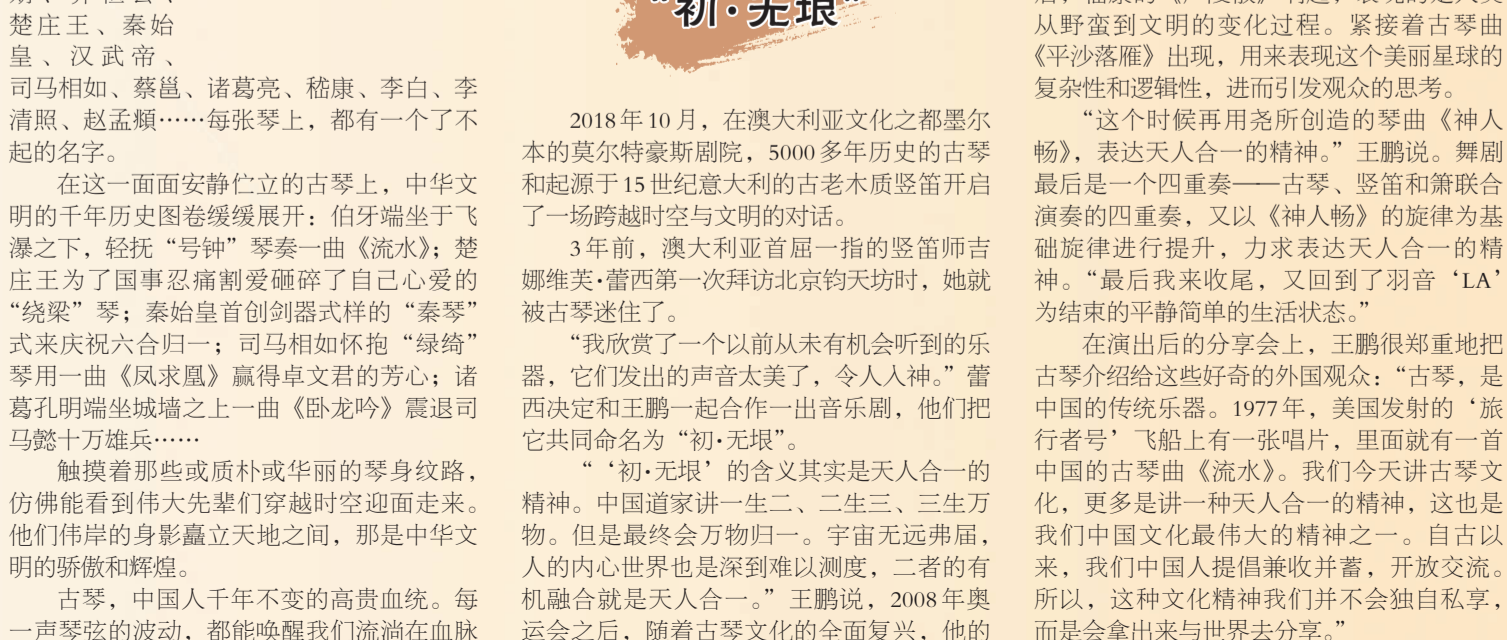 楚庄王、秦始
皇、汉武帝、
司马相如、蔡邕、诸葛亮、嵇康、李白、李
清照、赵孟頫……每张琴上，都有一个了不
起的名字。
在这一面面安静伫立的古琴上，中华文
明的千年历史图卷缓缓展开：伯牙端坐于飞
瀑之下，轻抚“号钟”琴奏一曲《流水》；楚
庄王为了国事忍痛割爱砸碎了自己心爱的
“绕梁”琴；秦始皇首创剑器式样的“秦琴”
式来庆祝六合归一；司马相如怀抱“绿绮”
琴用一曲《凤求凰》赢得卓文君的芳心；诸
葛孔明端坐城墙之上一曲《卧龙吟》震退司
马懿十万雄兵……
触摸着那些或质朴或华丽的琴身纹路，
仿佛能看到伟大先辈们穿越时空迎面走来。
他们伟岸的身影矗立天地之间，那是中华文
明的骄傲和辉煌。
古琴，中国人千年不变的高贵血统。每
一声琴弦的波动，都能唤醒我们流淌在血脉
“初·无垠”
2018年10月，在澳大利亚文化之都墨尔
本的莫尔特豪斯剧院，5000多年历史的古琴
和起源于15世纪意大利的古老木质竖笛开启
了一场跨越时空与文明的对话。
3年前，澳大利亚首屈一指的竖笛师吉
娜维芙·蕾西第一次拜访北京钧天坊时，她就
被古琴迷住了。
“我欣赏了一个以前从未有机会听到的乐
器，它们发出的声音太美了，令人入神。”蕾
西决定和王鹏一起合作一出音乐剧，他们把
它共同命名为“初·无垠”。
“‘初·无垠’的含义其实是天人合一的
精神。中国道家讲一生二、二生三、三生万
物。但是最终会万物归一。宇宙无远弗届，
人的内心世界也是深到难以测度，二者的有
机融合就是天人合一。”王鹏说，2008年奥
运会之后，随着古琴文化的全面复兴，他的
从野蛮到文明的变化过程。紧接着古琴曲
《平沙落雁》出现，用来表现这个美丽星球的
复杂性和逻辑性，进而引发观众的思考。
“这个时候再用尧所创造的琴曲《神人
畅》，表达天人合一的精神。”王鹏说。舞剧
最后是一个四重奏——古琴、竖笛和箫联合
演奏的四重奏，又以《神人畅》的旋律为基
础旋律进行提升，力求表达天人合一的精
神。“最后我来收尾，又回到了羽音‘LA’
为结束的平静简单的生活状态。”
在演出后的分享会上，王鹏很郑重地把
古琴介绍给这些好奇的外国观众：“古琴，是
中国的传统乐器。1977年，美国发射的‘旅
行者号’飞船上有一张唱片，里面就有一首
中国的古琴曲《流水》。我们今天讲古琴文
化，更多是讲一种天人合一的精神，这也是
我们中国文化最伟大的精神之一。自古以
来，我们中国人提倡兼收并蓄，开放交流。
所以，这种文化精神我们并不会独自私享，
而是会拿出来与世界去分享。”